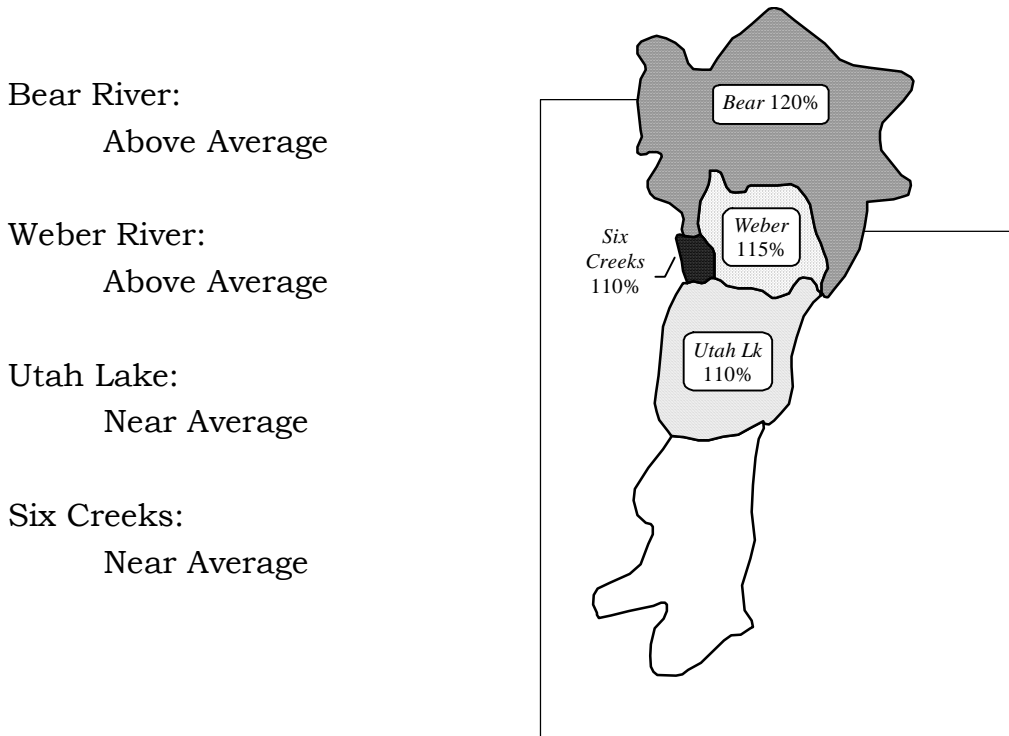 Bear River:
Above Average
Weber River:
Above Average
Utah Lake:
Near Average
Six Creeks:
Near Average
Bear 120%
Weber
115%
Six
Creeks
110%
Utah Lk
110%